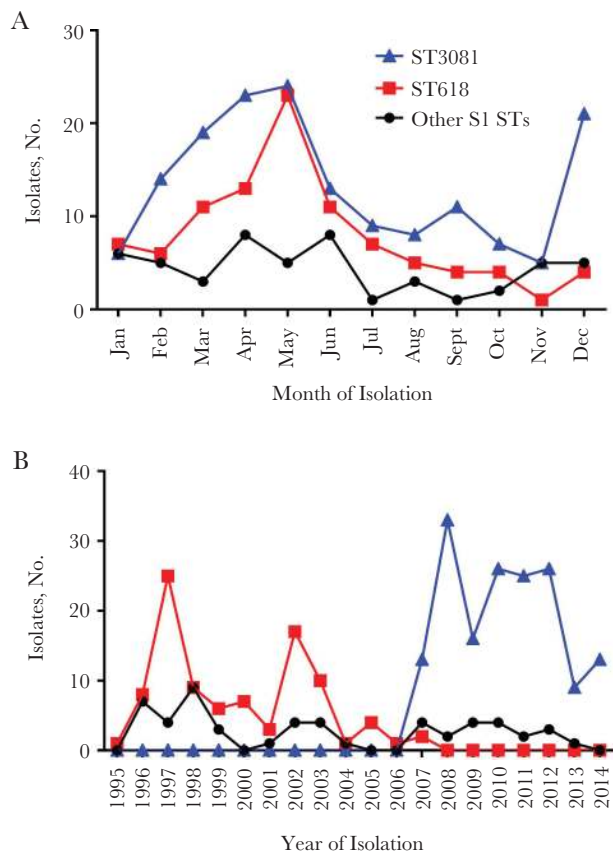 A
30
20
10
0
Isolates, No.
ST3081
ST618
Other S1 STs
Jan
Feb
Mar
Apr
May
Jun
Jul
Aug
Sept
Oct
Nov
Dec
Month of Isolation
B
40
30
20
10
0
Isolates, No.
1995
1996
1997
1998
1999
2000
2001
2002
2003
2004
2005
2006
2007
2008
2009
2010
2011
2012
2013
2014
Year of Isolation